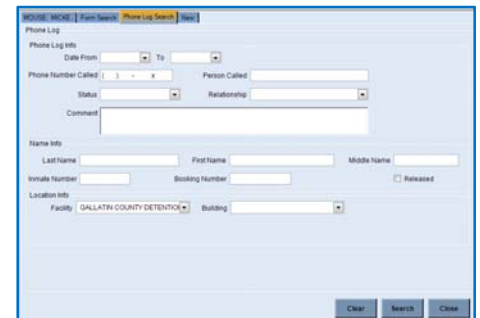 MOUSE, MICKE... Form Search Phone Log Search New
Phone Log
Phone Log Info
Date From To
Phone Number Called ( ) - x Person Called
Status Relationship
Comment
Name Info
Last Name First Name Middle Name
Inmate Number Booking Number Released
Location Info
Facility GALLATIN COUNTY DETENTION Building
Clear Search Close